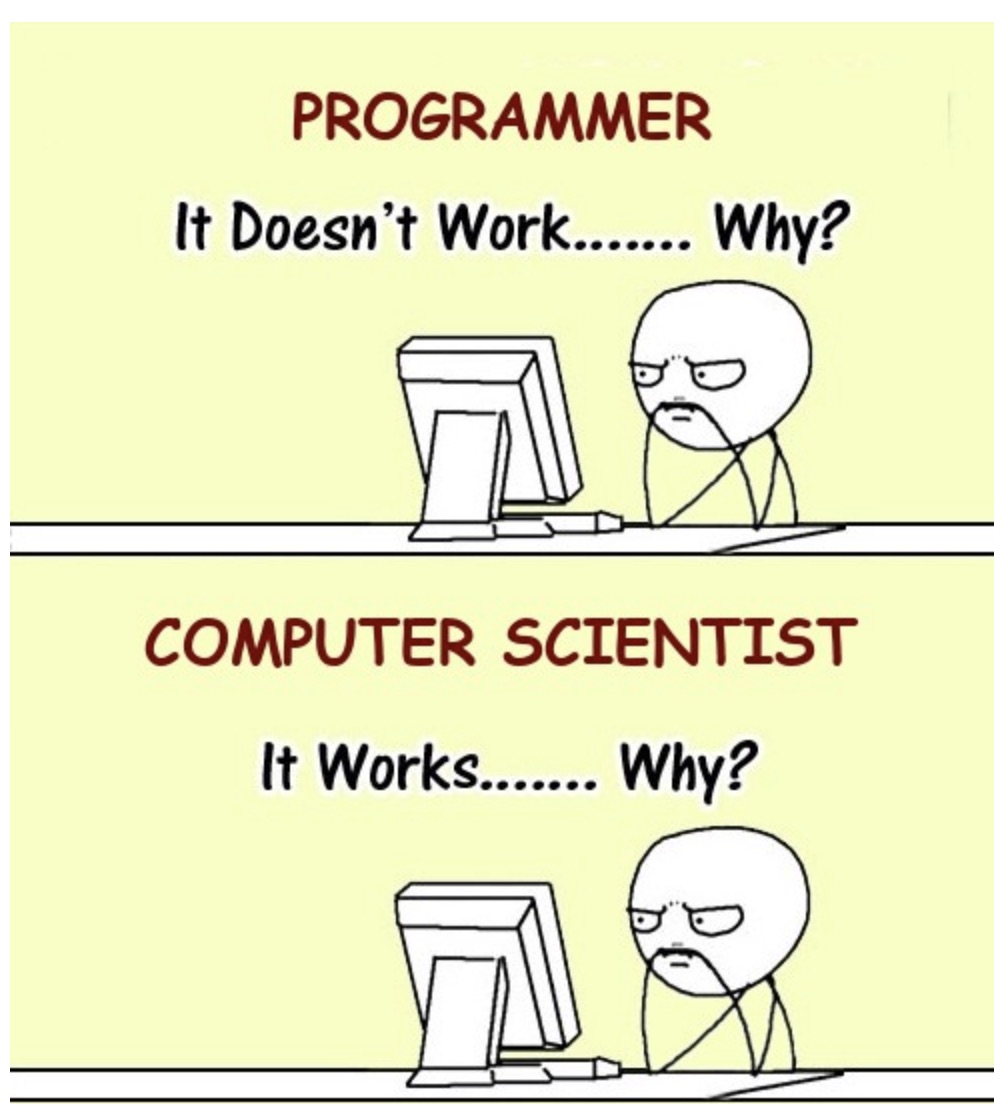 PROGRAMMER
It Doesn't Work....... Why?
COMPUTER SCIENTIST
It Works....... Why?